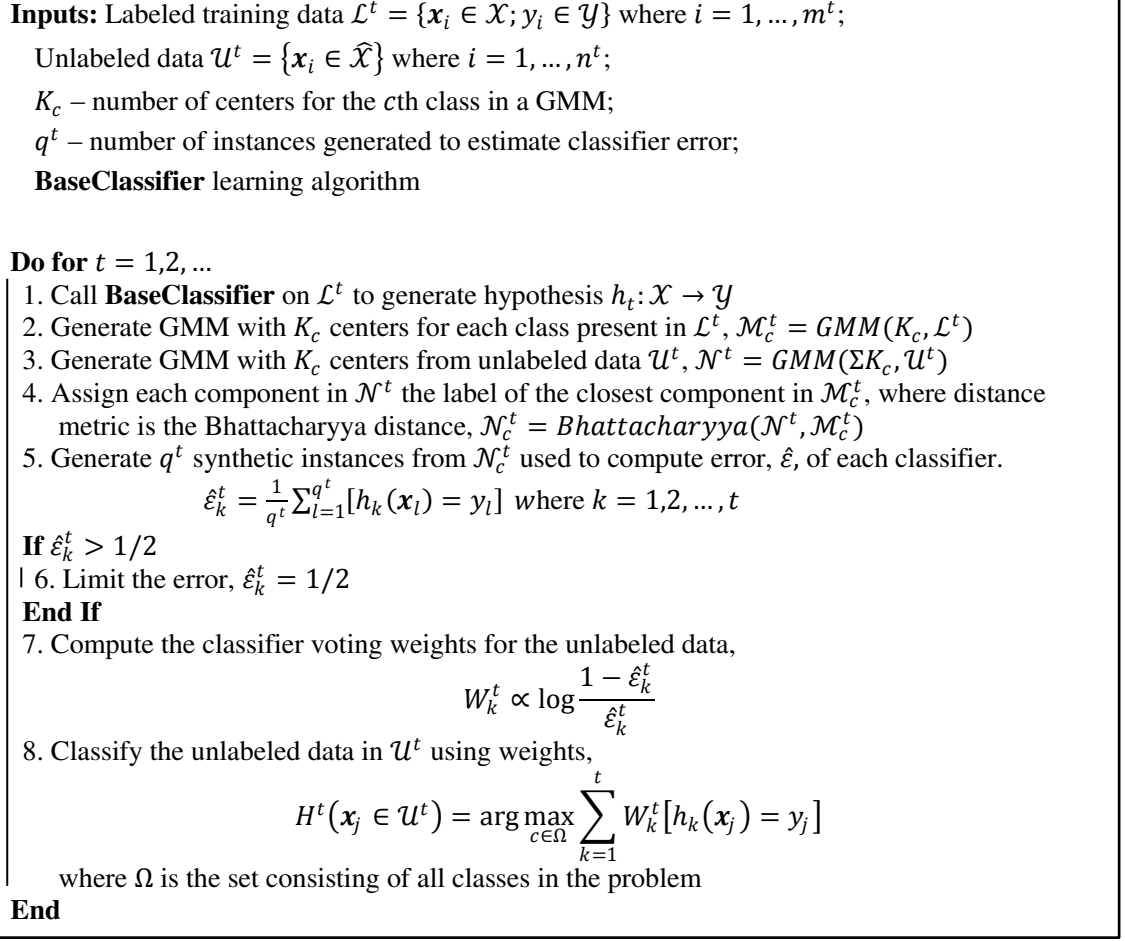 Inputs: Labeled training data ℒ^t = {𝒙_i ∈ 𝒳; y_i ∈ 𝒴} where i = 1, … , m^t;
Unlabeled data 𝒰^t = {𝒙_i ∈ 𝒳̂} where i = 1, … , n^t;
K_c – number of centers for the cth class in a GMM;
q^t – number of instances generated to estimate classifier error;
BaseClassifier learning algorithm
Do for t = 1,2, …
1. Call BaseClassifier on ℒ^t to generate hypothesis h_t: 𝒳 → 𝒴
2. Generate GMM with K_c centers for each class present in ℒ^t, ℳ_c^t = GMM(K_c, ℒ^t)
3. Generate GMM with K_c centers from unlabeled data 𝒰^t, 𝒩^t = GMM(ΣK_c, 𝒰^t)
4. Assign each component in 𝒩^t the label of the closest component in ℳ_c^t, where distance
metric is the Bhattacharyya distance, 𝒩_c^t = Bhattacharyya(𝒩^t, ℳ_c^t)
5. Generate q^t synthetic instances from 𝒩_c^t used to compute error, ε̂, of each classifier.
ε̂_k^t = 1/q^t ∑_{l=1}^{q^t} [h_k(𝒙_l) = y_l] where k = 1,2, … , t
If ε̂_k^t > 1/2
6. Limit the error, ε̂_k^t = 1/2
End If
7. Compute the classifier voting weights for the unlabeled data,
W_k^t ∝ log (1 − ε̂_k^t)/ε̂_k^t
8. Classify the unlabeled data in 𝒰^t using weights,
H^t(𝒙_j ∈ 𝒰^t) = arg max_{c∈Ω} ∑_{k=1}^{t} W_k^t[h_k(𝒙_j) = y_j]
where Ω is the set consisting of all classes in the problem
End